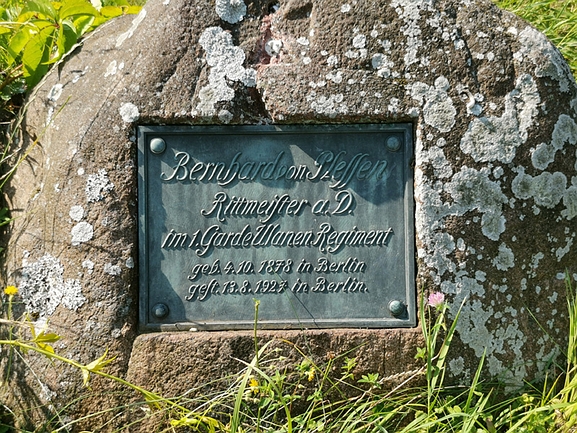 Bernhard von Plessen
Rittmeister a. D.
im 1. Garde Ulanen Regiment
geb. 4.10. 1878 in Berlin
gest. 13.8. 1927 in Berlin.